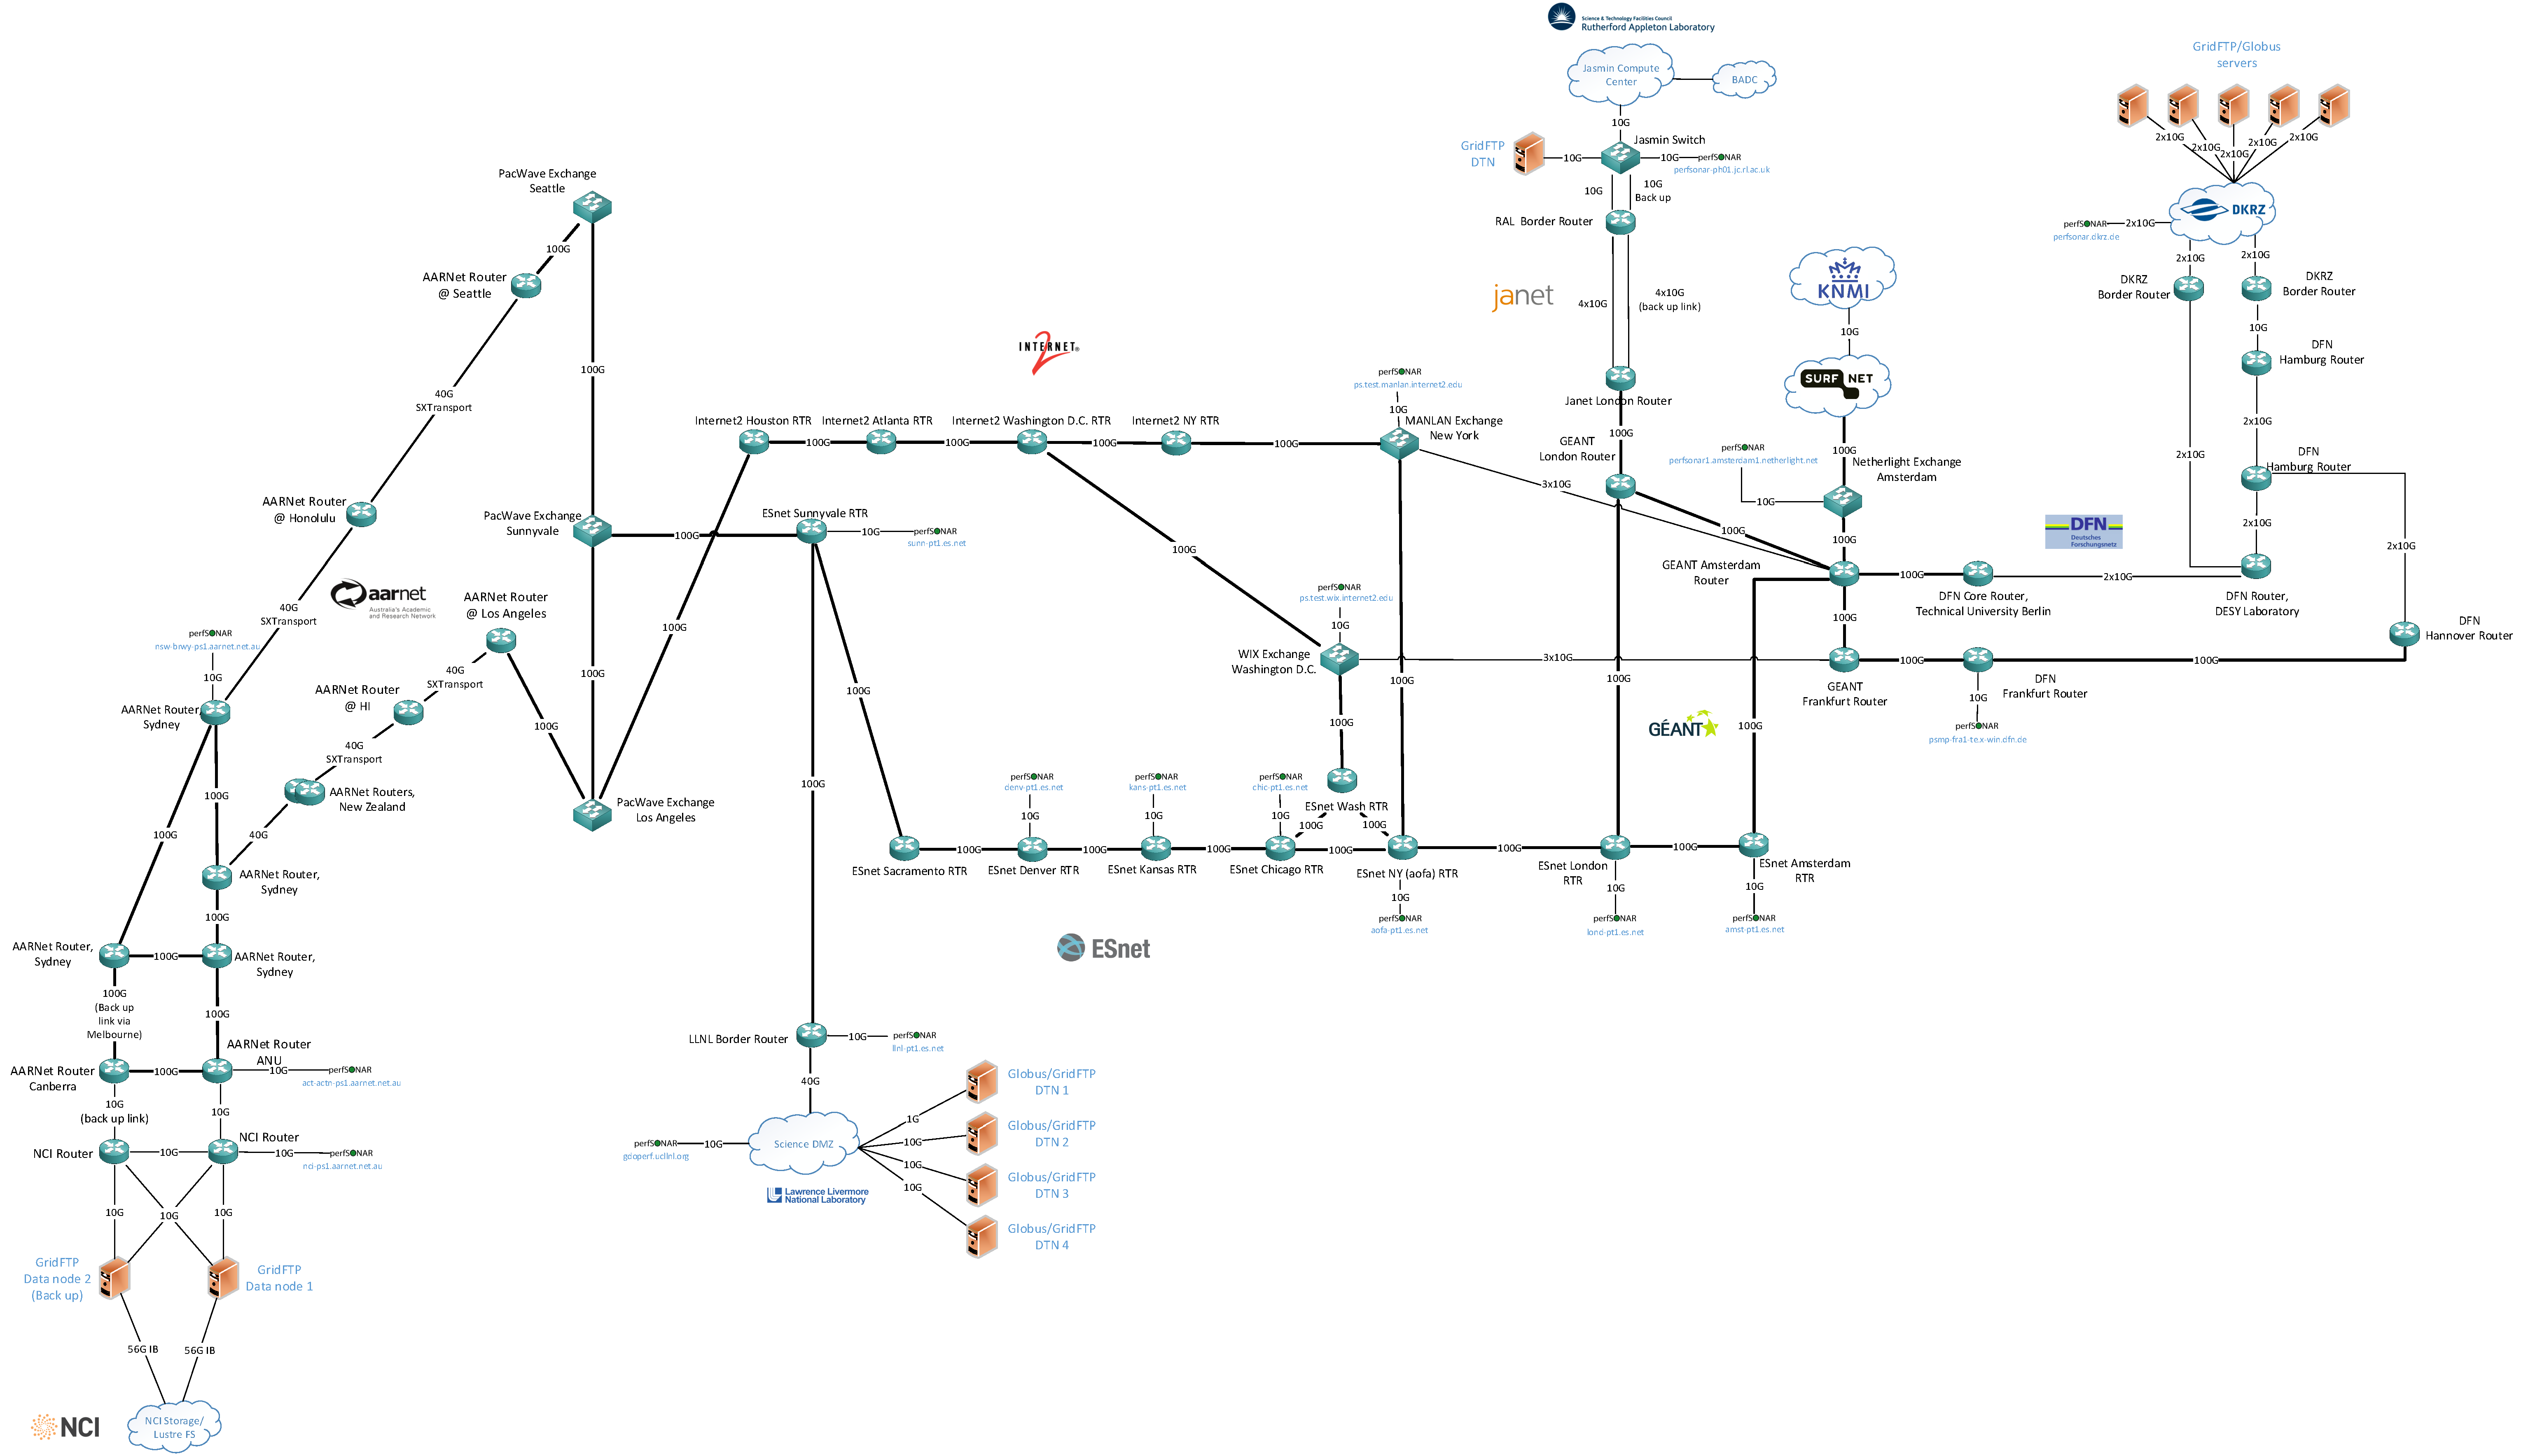 Science & Technology Facilities Council
Rutherford Appleton Laboratory
Jasmin Compute
Center
BADC
10G
GridFTP
DTN
10G
Jasmin Switch
10G
perfSONAR
perfsonar-ph01.jc.rl.ac.uk
10G
10G
Back up
RAL Border Router
janet
4x10G
4x10G
(back up link)
Janet London Router
100G
GEANT
London Router
GridFTP/Globus
servers
2x10G
2x10G
2x10G
2x10G
2x10G
DKRZ
perfSONAR
2x10G
perfsonar.dkrz.de
2x10G
2x10G
DKRZ
Border Router
DKRZ
Border Router
10G
DFN
Hamburg Router
2x10G
2x10G
DFN
Hamburg Router
2x10G
2x10G
KNMI
10G
SURF NET
100G
perfSONAR
perfsonar1.amsterdam1.netherlight.net
Netherlight Exchange
Amsterdam
10G
100G
100G
DFN
Deutsches
Forschungsnetz
GEANT Amsterdam
Router
100G
DFN Core Router,
Technical University Berlin
2x10G
DFN Router,
DESY Laboratory
DFN
Hannover Router
100G
GEANT
Frankfurt Router
100G
DFN
Frankfurt Router
100G
10G
perfSONAR
psmp-fra1-te.x-win.dfn.de
GÉANT
100G
PacWave Exchange
Seattle
100G
AARNet Router
@ Seattle
40G
SXTransport
100G
AARNet Router
@ Honolulu
40G
SXTransport
aarnet
Australia's Academic
and Research Network
PacWave Exchange
Sunnyvale
100G
ESnet Sunnyvale RTR
10G
perfSONAR
sunn-pt1.es.net
INTERNET®
2
Internet2 Houston RTR
100G
Internet2 Atlanta RTR
100G
Internet2 Washington D.C. RTR
100G
Internet2 NY RTR
100G
perfSONAR
ps.test.manlan.internet2.edu
10G
MANLAN Exchange
New York
3x10G
100G
perfSONAR
ps.test.wix.internet2.edu
10G
WIX Exchange
Washington D.C.
3x10G
100G
100G
100G
ESnet Wash RTR
100G
100G
AARNet Router
@ Los Angeles
40G
SXTransport
100G
100G
100G
PacWave Exchange
Los Angeles
AARNet Router
@ HI
40G
SXTransport
AARNet Routers,
New Zealand
40G
perfSONAR
nsw-brwy-ps1.aarnet.net.au
10G
AARNet Router,
Sydney
100G
100G
AARNet Router,
Sydney
100G
AARNet Router,
Sydney
100G
AARNet Router,
Sydney
100G
(Back up
link via
Melbourne)
100G
AARNet Router
Canberra
100G
AARNet Router
ANU
10G
perfSONAR
act-actn-ps1.aarnet.net.au
10G
(back up link)
10G
NCI Router
10G
NCI Router
10G
perfSONAR
nci-ps1.aarnet.net.au
10G
10G
10G
GridFTP
Data node 2
(Back up)
GridFTP
Data node 1
56G IB
56G IB
NCI
NCI Storage/
Lustre FS
100G
100G
ESnet Sacramento RTR
100G
perfSONAR
denv-pt1.es.net
10G
ESnet Denver RTR
100G
perfSONAR
kans-pt1.es.net
10G
ESnet Kansas RTR
100G
perfSONAR
chic-pt1.es.net
10G
ESnet Chicago RTR
100G
ESnet NY (aofa) RTR
10G
perfSONAR
aofa-pt1.es.net
100G
100G
ESnet London
RTR
10G
perfSONAR
lond-pt1.es.net
100G
ESnet Amsterdam
RTR
10G
perfSONAR
amst-pt1.es.net
ESnet
LLNL Border Router
10G
perfSONAR
llnl-pt1.es.net
40G
perfSONAR
10G
gdoperf.ucllnl.org
Science DMZ
Lawrence Livermore
National Laboratory
1G
10G
10G
10G
Globus/GridFTP
DTN 1
Globus/GridFTP
DTN 2
Globus/GridFTP
DTN 3
Globus/GridFTP
DTN 4